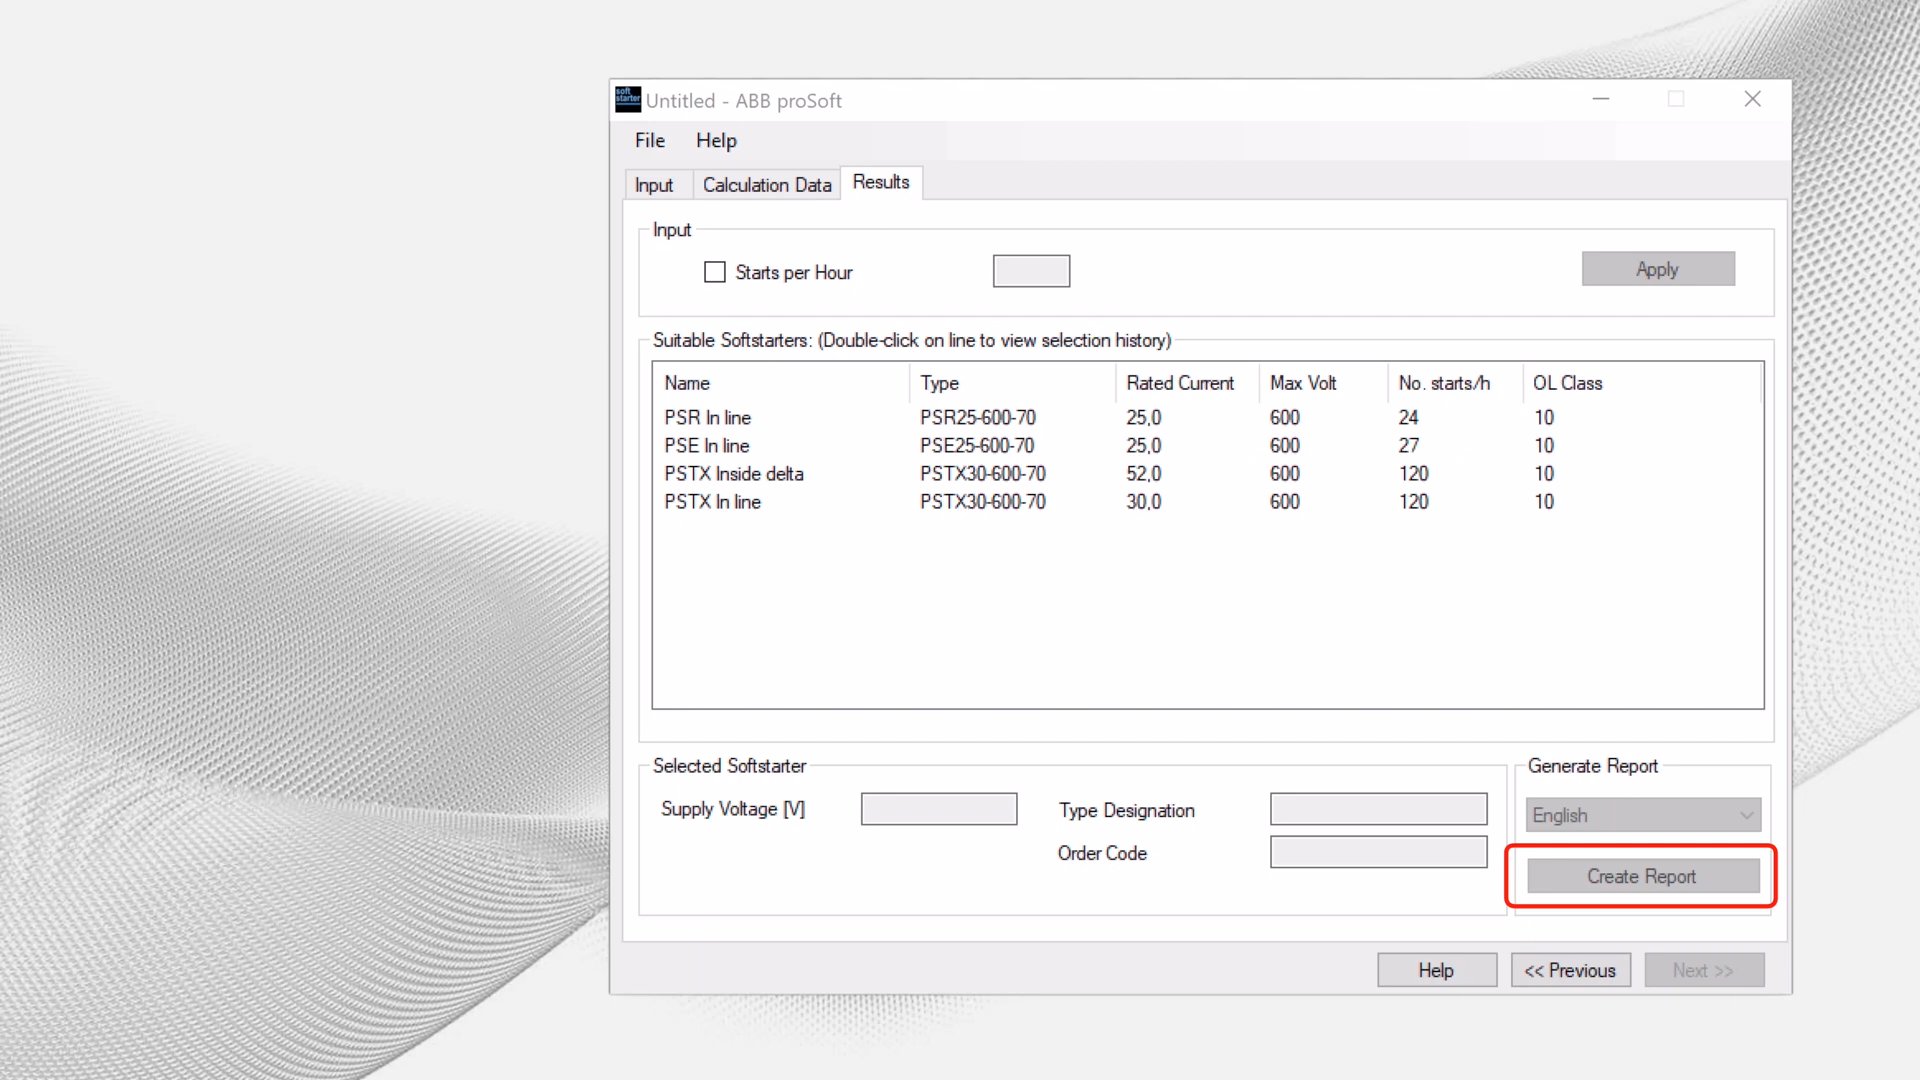 soft
starter
Untitled - ABB proSoft
File Help
Input Calculation Data Results
Input
Starts per Hour Apply
Suitable Softstarters: (Double-click on line to view selection history)
Name Type Rated Current Max Volt No. starts/h OL Class
PSR In line PSR25-600-70 25,0 600 24 10
PSE In line PSE25-600-70 25,0 600 27 10
PSTX Inside delta PSTX30-600-70 52,0 600 120 10
PSTX In line PSTX30-600-70 30,0 600 120 10
Selected Softstarter Generate Report
Supply Voltage [V] Type Designation English
Order Code
Create Report
Help << Previous Next >>